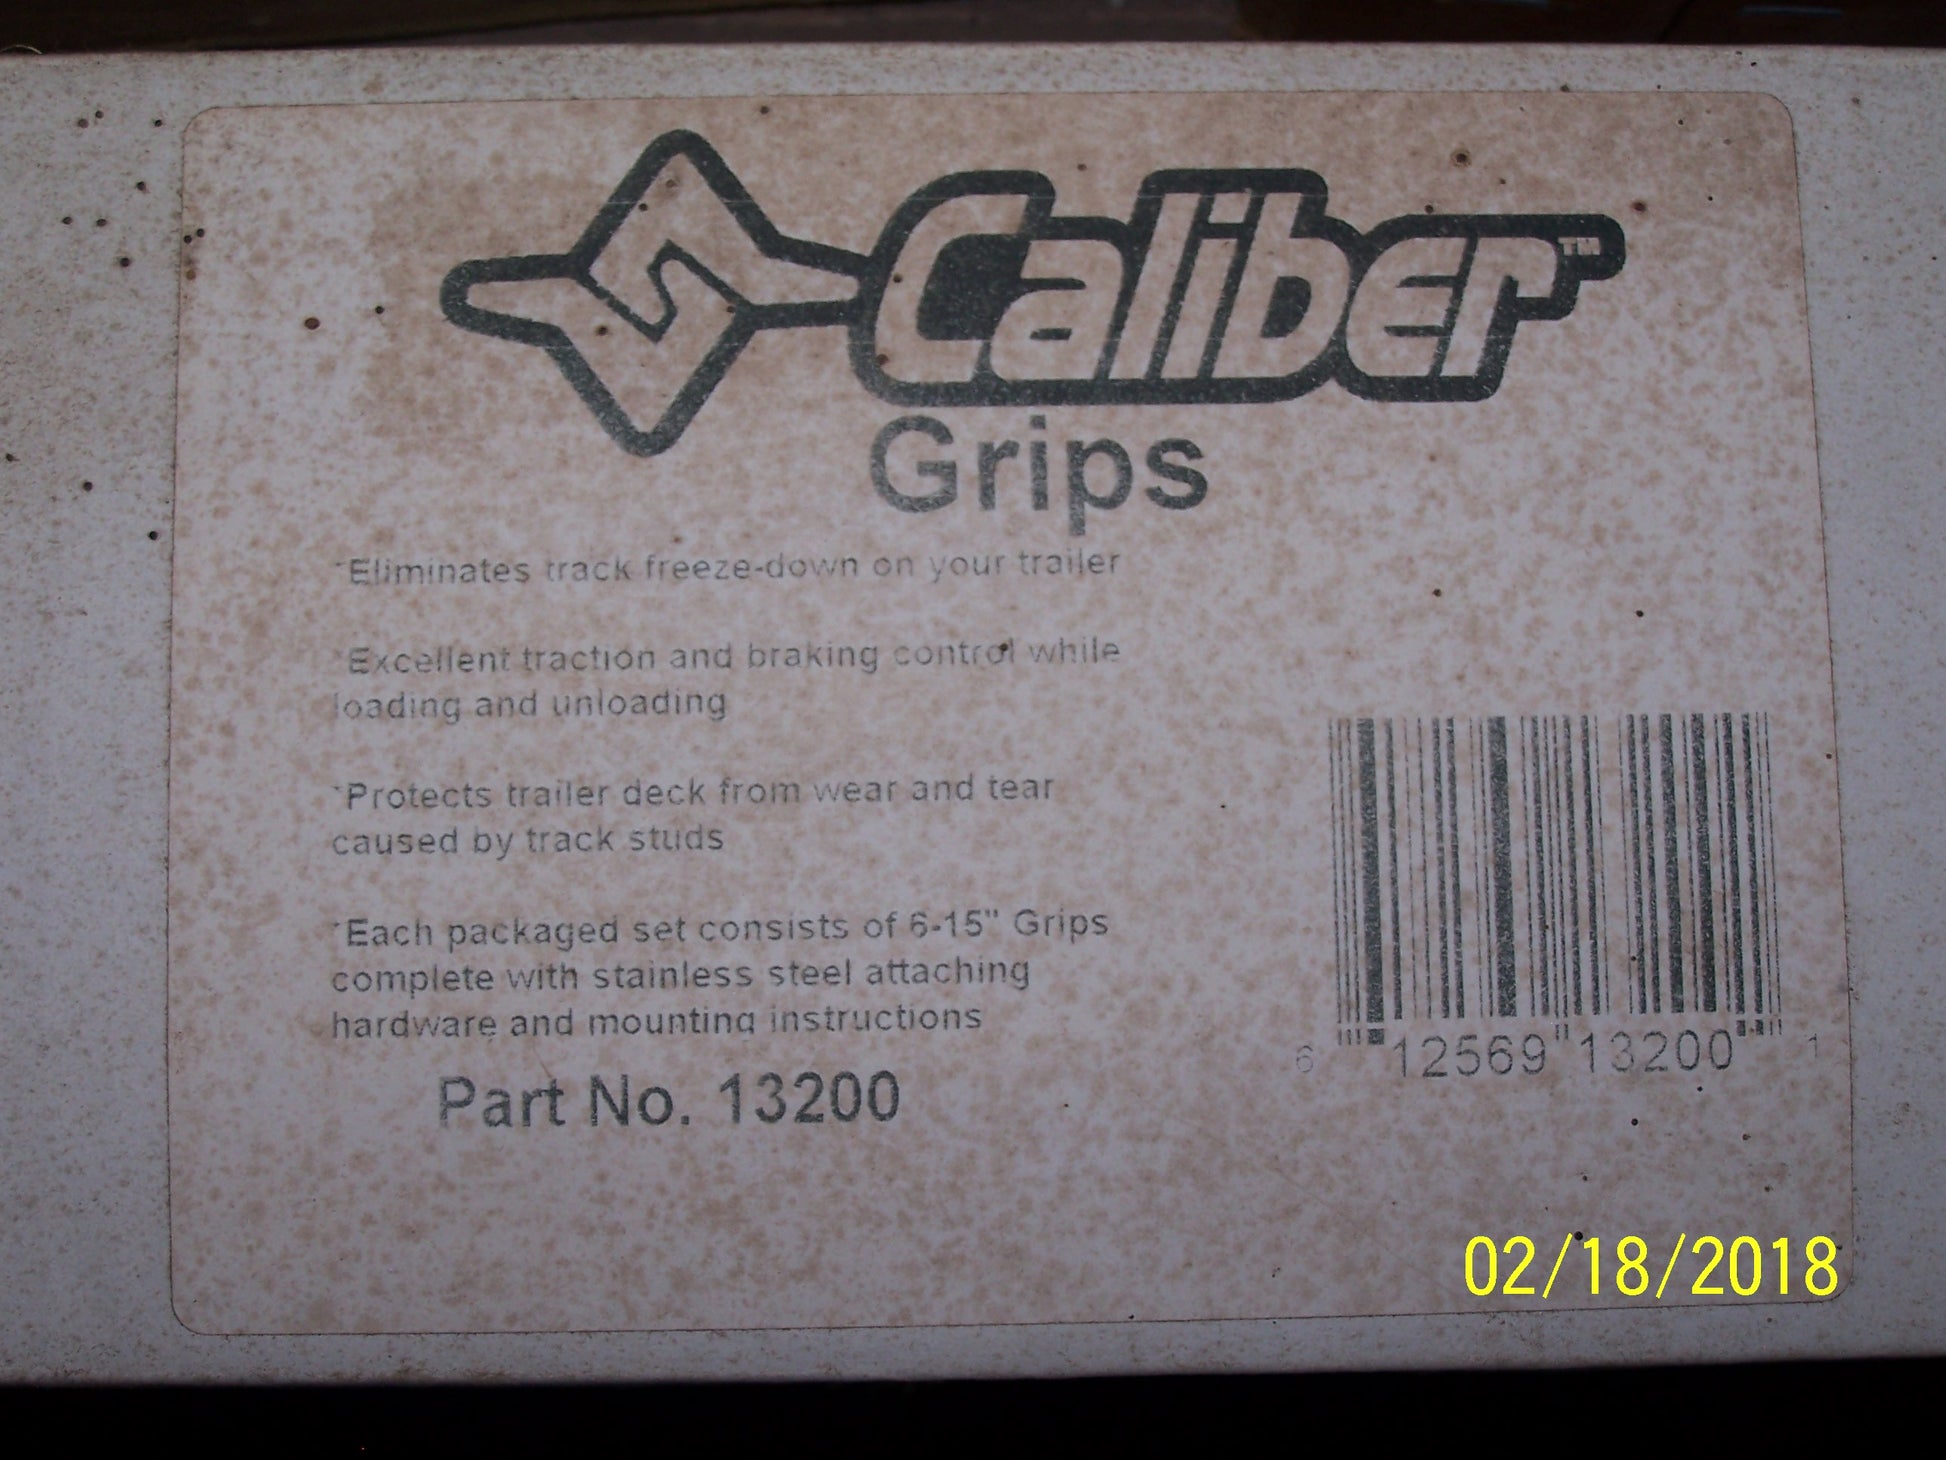 Caliber™
Grips
*Eliminates track freeze-down on your trailer
*Excellent traction and braking control while
loading and unloading
*Protects trailer deck from wear and tear
caused by track studs
*Each packaged set consists of 6-15" Grips
complete with stainless steel attaching
hardware and mounting instructions
Part No. 13200
6 12569 13200 1
02/18/2018